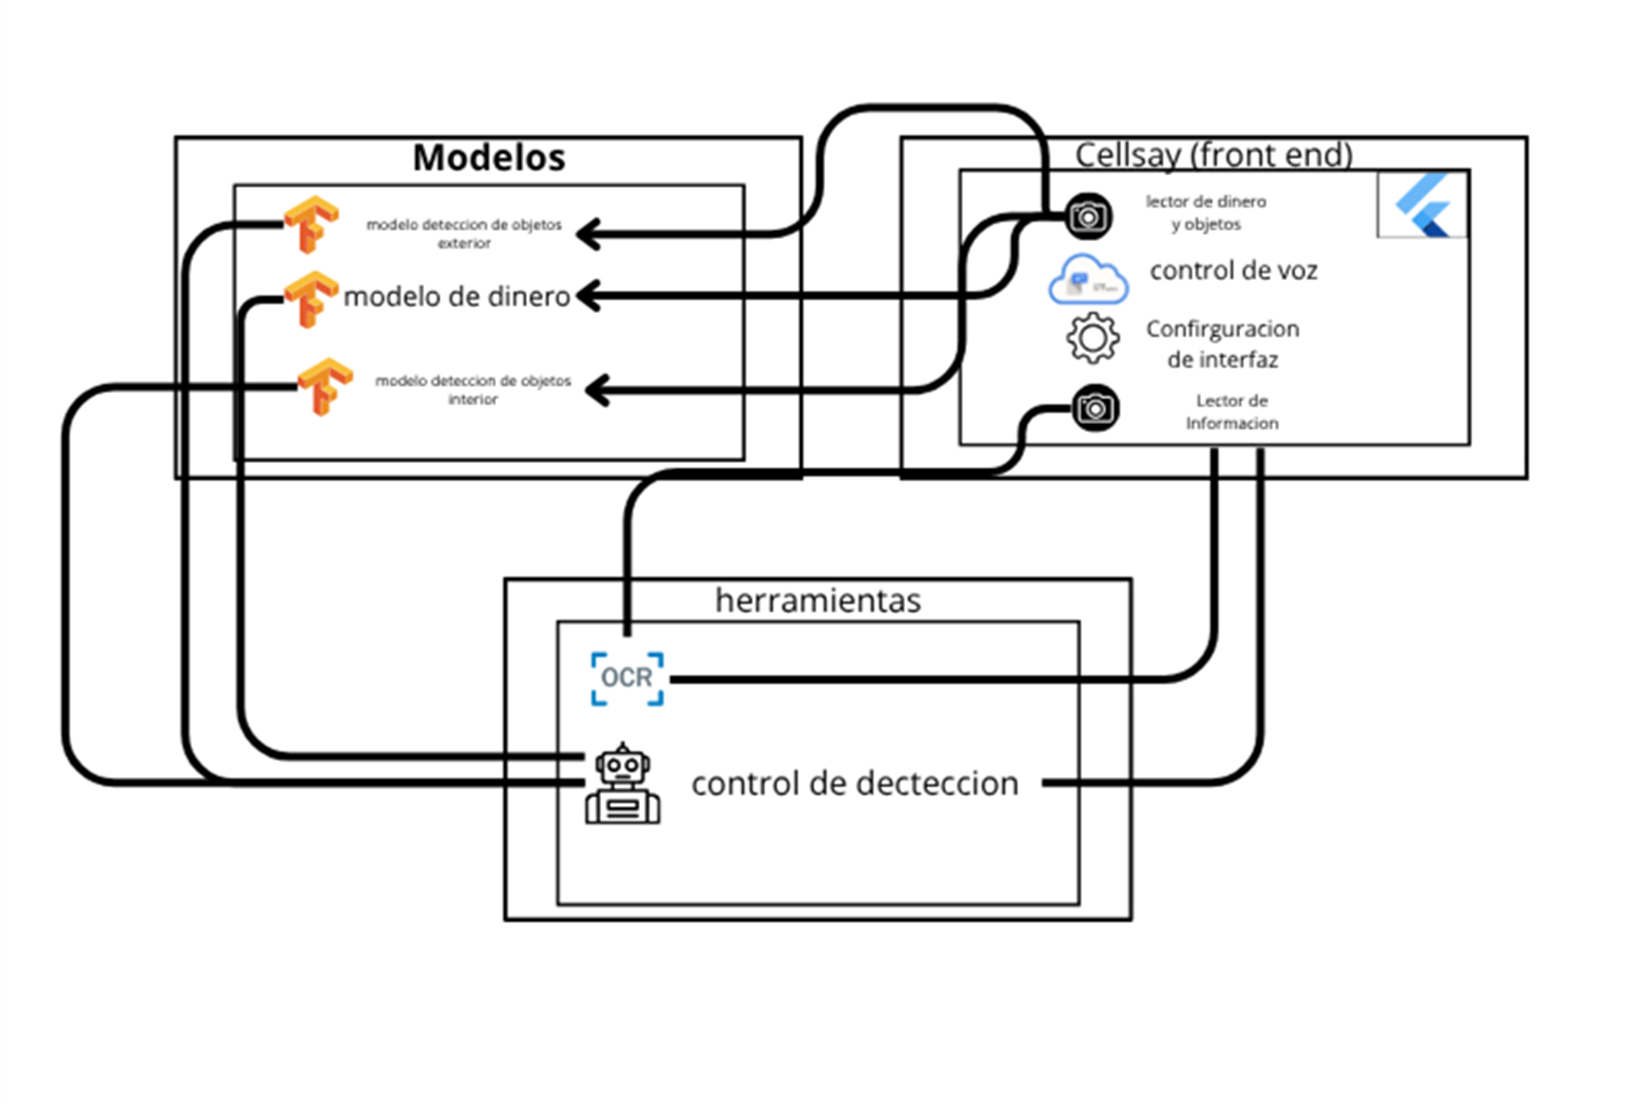 Modelos
modelo deteccion de objetos
exterior
modelo de dinero
modelo deteccion de objetos
interior
Cellsay (front end)
lector de dinero
y objetos
control de voz
Confirguracion
de interfaz
Lector de
Informacion
herramientas
OCR
control de decteccion